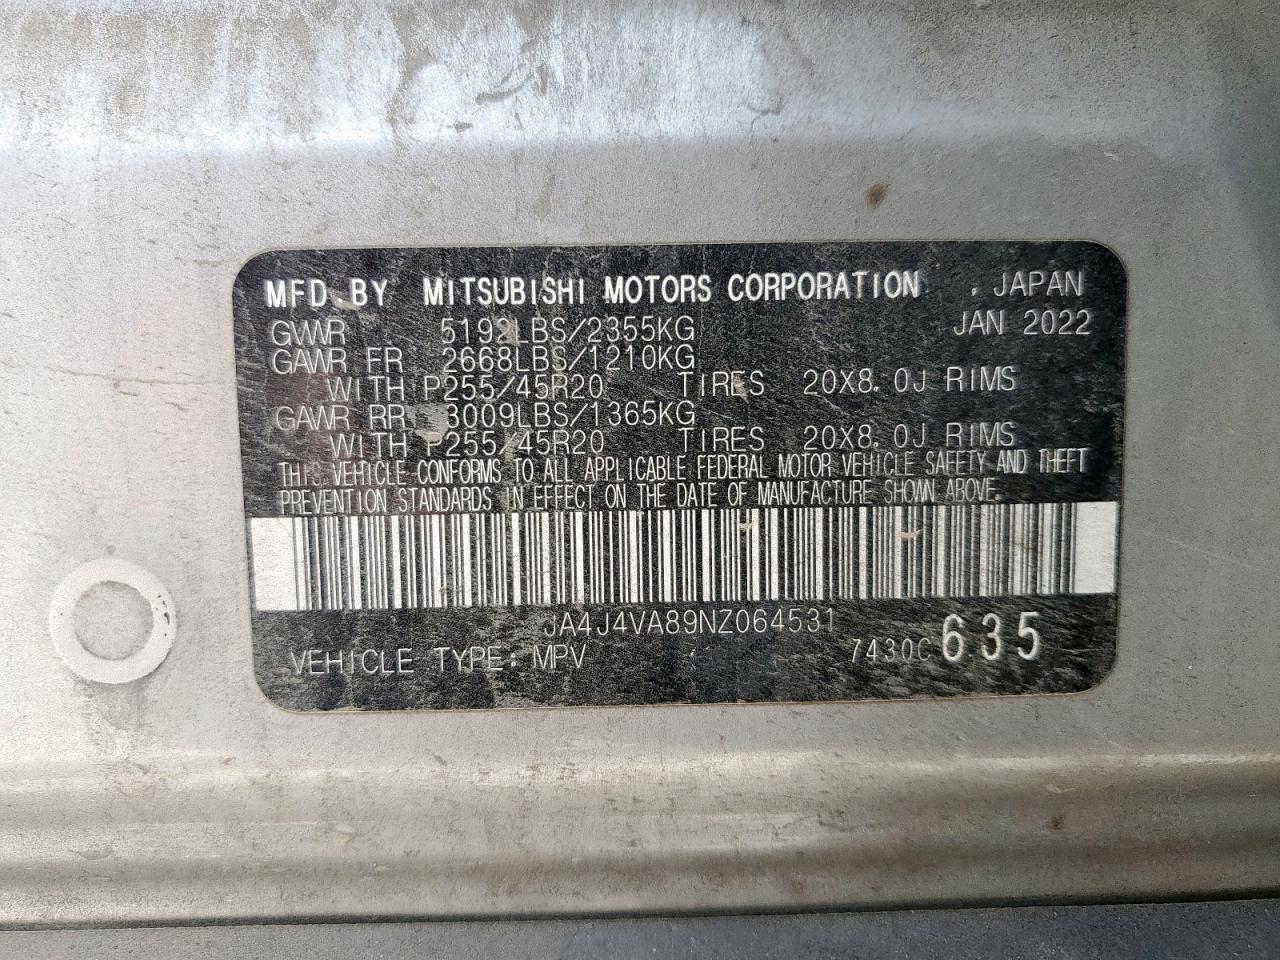 MFD.BY MITSUBISHI MOTORS CORPORATION , JAPAN
GVWR 5192LBS/2355KG JAN 2022
GAWR FR 2668LBS/1210KG
WITH P255/45R20 TIRES 20X8.0J RIMS
GAWR RR 3009LBS/1365KG
WITH P255/45R20 TIRES 20X8.0J RIMS
THIS VEHICLE CONFORMS TO ALL APPLICABLE FEDERAL MOTOR VEHICLE SAFETY AND THEFT
PREVENTION STANDARDS IN EFFECT ON THE DATE OF MANUFACTURE SHOWN ABOVE.
JA4J4VA89NZ064531
VEHICLE TYPE: MPV 7430C 635